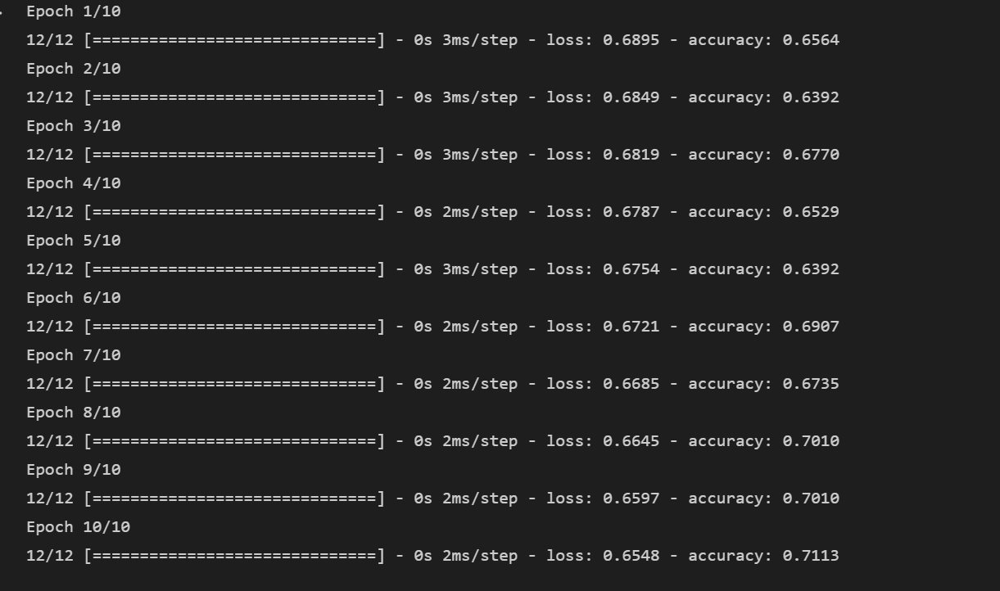 Epoch 1/10
12/12 [==============================] - 0s 3ms/step - loss: 0.6895 - accuracy: 0.6564
Epoch 2/10
12/12 [==============================] - 0s 3ms/step - loss: 0.6849 - accuracy: 0.6392
Epoch 3/10
12/12 [==============================] - 0s 3ms/step - loss: 0.6819 - accuracy: 0.6770
Epoch 4/10
12/12 [==============================] - 0s 2ms/step - loss: 0.6787 - accuracy: 0.6529
Epoch 5/10
12/12 [==============================] - 0s 3ms/step - loss: 0.6754 - accuracy: 0.6392
Epoch 6/10
12/12 [==============================] - 0s 2ms/step - loss: 0.6721 - accuracy: 0.6907
Epoch 7/10
12/12 [==============================] - 0s 2ms/step - loss: 0.6685 - accuracy: 0.6735
Epoch 8/10
12/12 [==============================] - 0s 2ms/step - loss: 0.6645 - accuracy: 0.7010
Epoch 9/10
12/12 [==============================] - 0s 2ms/step - loss: 0.6597 - accuracy: 0.7010
Epoch 10/10
12/12 [==============================] - 0s 2ms/step - loss: 0.6548 - accuracy: 0.7113